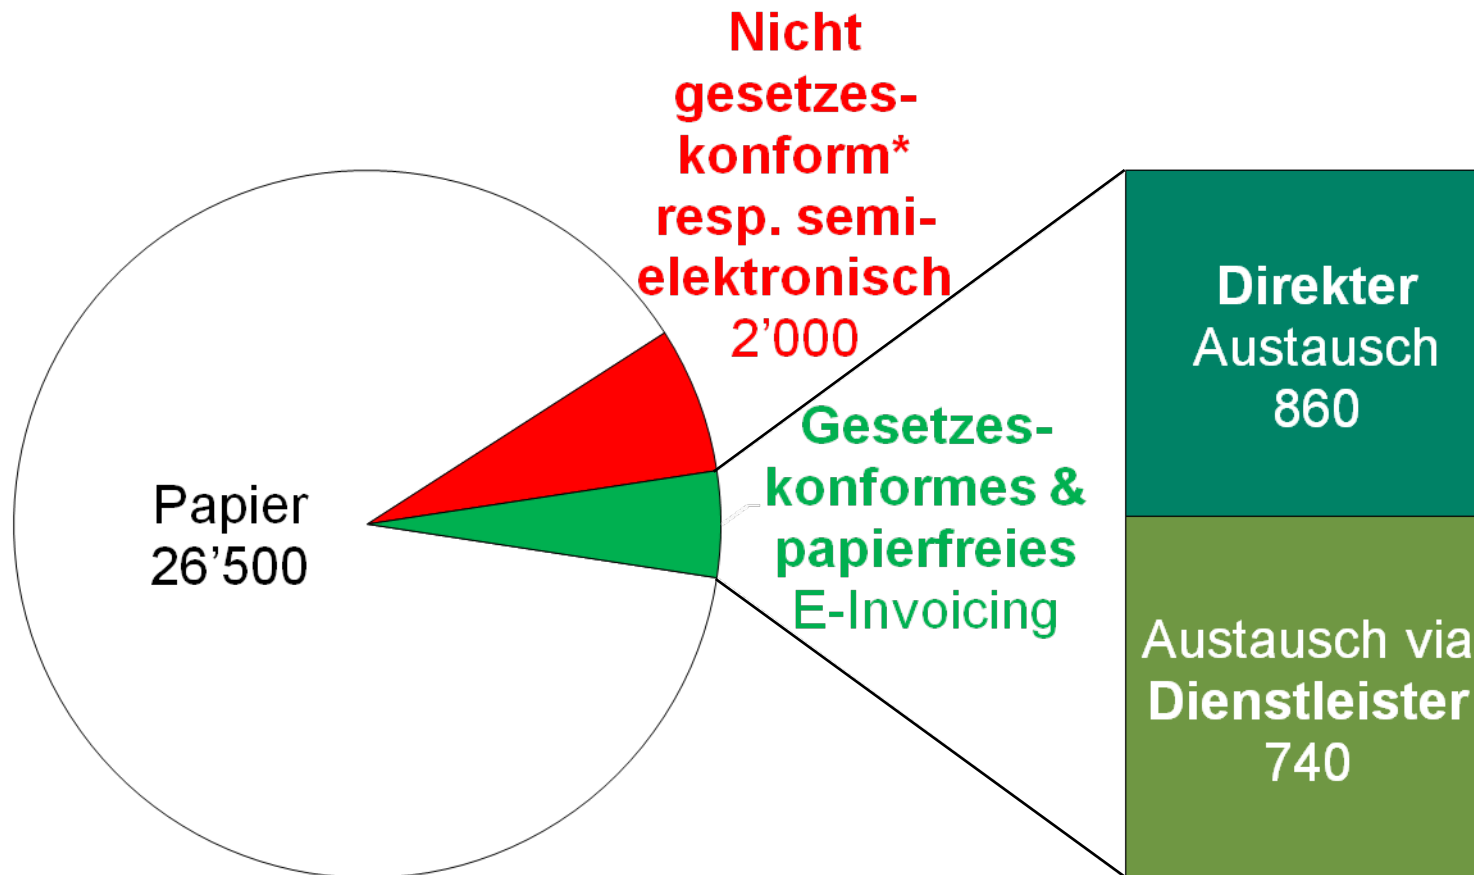 Nicht
gesetzes-
konform*
resp. semi-
elektronisch
2’000
Papier
26’500
Gesetzes-
konformes &
papierfreies
E-Invoicing
Direkter
Austausch
860
Austausch via
Dienstleister
740